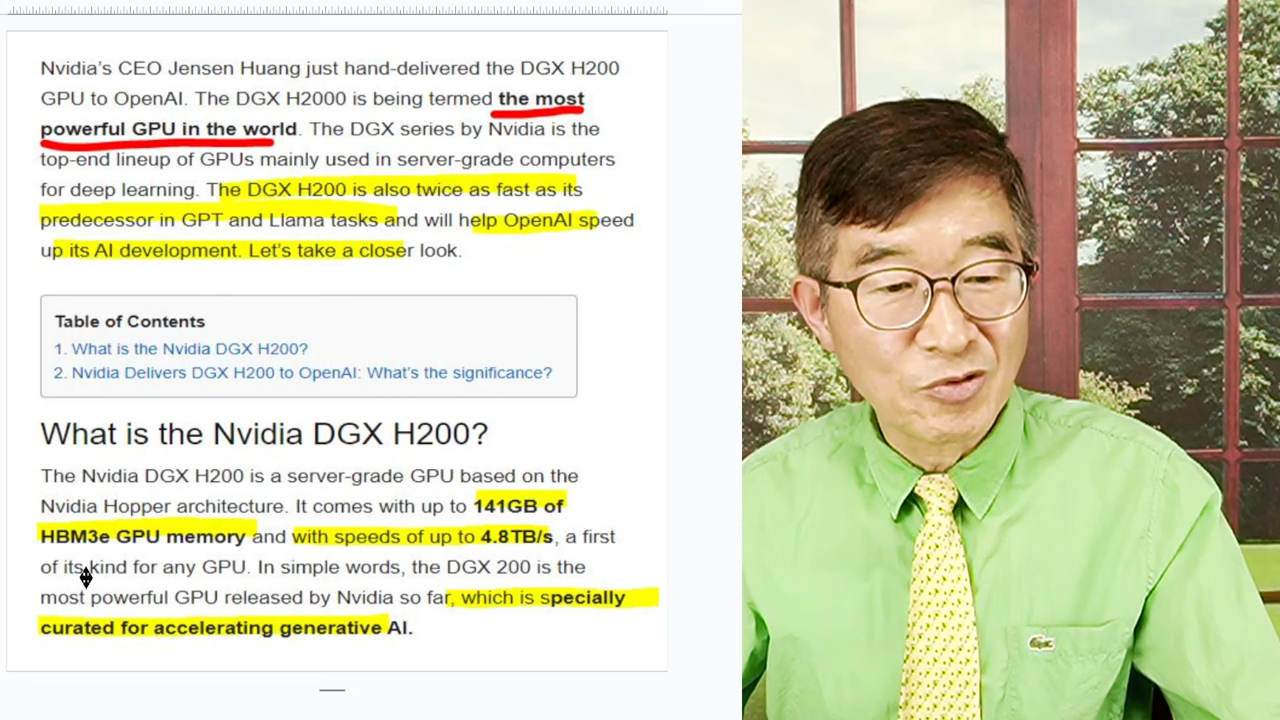 Nvidia's CEO Jensen Huang just hand-delivered the DGX H200
GPU to OpenAI. The DGX H2000 is being termed the most
powerful GPU in the world. The DGX series by Nvidia is the
top-end lineup of GPUs mainly used in server-grade computers
for deep learning. The DGX H200 is also twice as fast as its
predecessor in GPT and Llama tasks and will help OpenAI speed
up its AI development. Let's take a closer look.
Table of Contents
1. What is the Nvidia DGX H200?
2. Nvidia Delivers DGX H200 to OpenAI: What's the significance?
What is the Nvidia DGX H200?
The Nvidia DGX H200 is a server-grade GPU based on the
Nvidia Hopper architecture. It comes with up to 141GB of
HBM3e GPU memory and with speeds of up to 4.8TB/s, a first
of its kind for any GPU. In simple words, the DGX 200 is the
most powerful GPU released by Nvidia so far, which is specially
curated for accelerating generative AI.